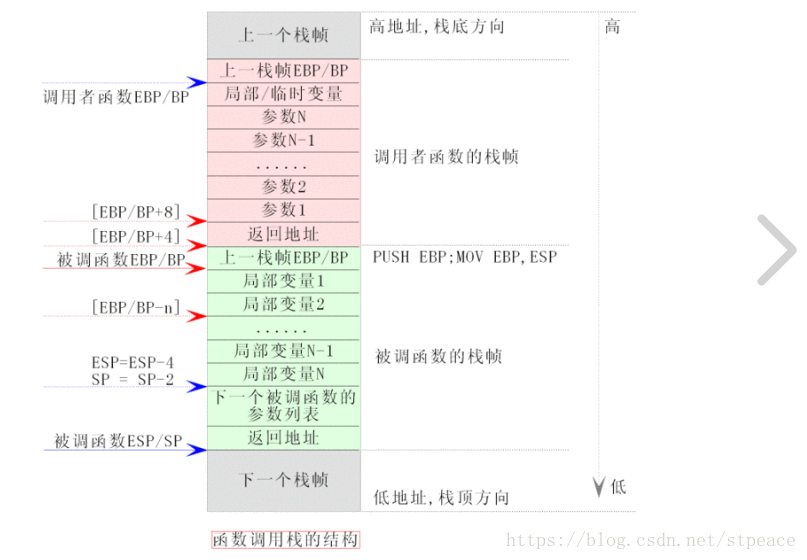 上一个栈帧
高地址,栈底方向
高
上一栈帧EBP/BP
调用者函数EBP/BP
局部/临时变量
参数N
参数N-1
......
调用者函数的栈帧
参数2
[EBP/BP+8]
参数1
[EBP/BP+4]
返回地址
被调函数EBP/BP
上一栈帧EBP/BP
PUSH EBP;MOV EBP,ESP
局部变量1
[EBP/BP-n]
局部变量2
......
局部变量N-1
被调函数的栈帧
ESP=ESP-4
SP = SP-2
局部变量N
下一个被调函数的
参数列表
被调函数ESP/SP
返回地址
下一个栈帧
低地址,栈顶方向
低
函数调用栈的结构
https://blog.csdn.net/stpeace